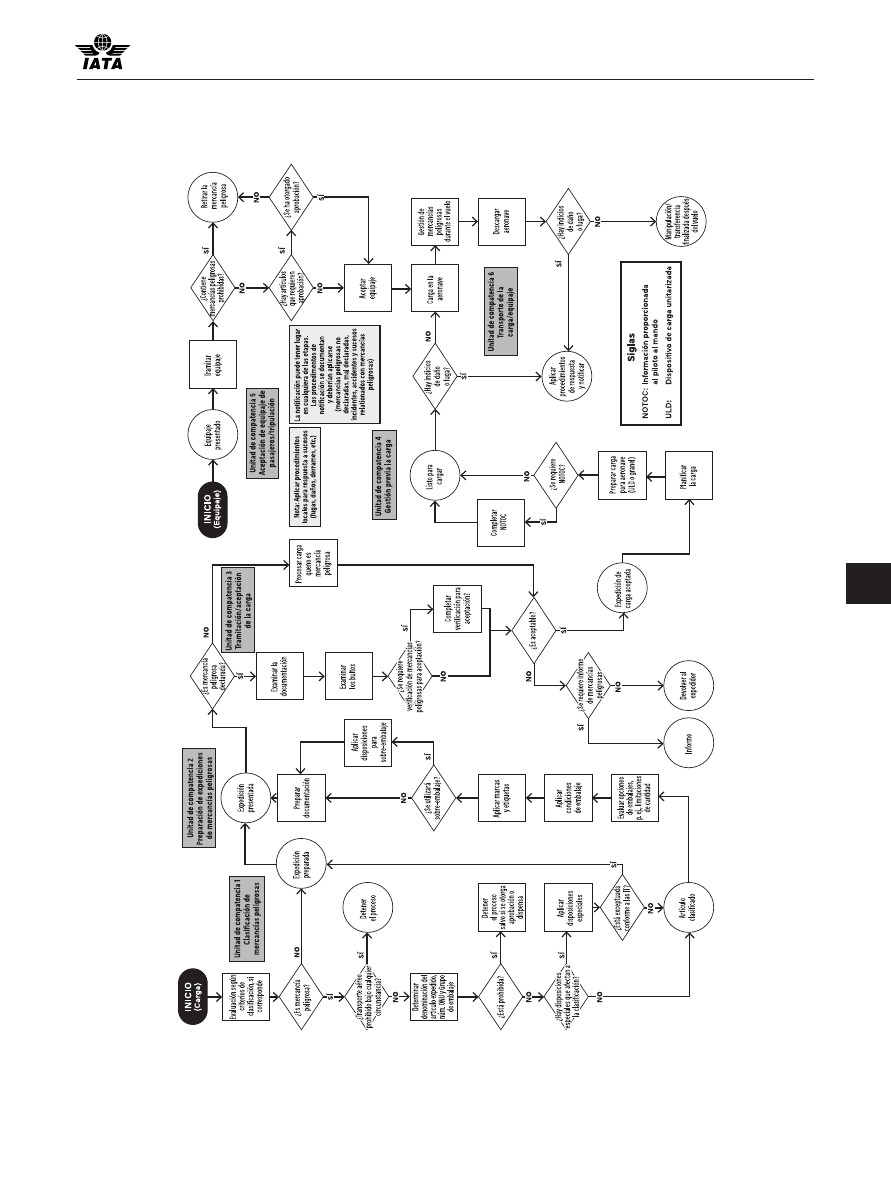 IATA
INICIO
(Carga)
Evaluación según
criterios de
clasificación, si
corresponde
¿Es mercancía
peligrosa?
NO
SÍ
¿Transporte aéreo
prohibido bajo cualquier
circunstancia?
SÍ
NO
Detener
el proceso
Determinar
denominación del
artículo expedido,
núm. ONU y Grupo
de embalaje
¿Está prohibida?
SÍ
NO
Detener
el proceso
salvo si se otorga
aprobación o
dispensa
¿Hay disposiciones
especiales que afectan a
la clasificación?
SÍ
NO
Aplicar
disposiciones
especiales
¿Está exceptuada
conforme a las IT?
SÍ
NO
Artículo
clasificado
Unidad de competencia 1
Clasificación de
mercancías peligrosas
Expedición
preparada
Unitad de competencia 2
Preparación de expediciones
de mercancías peligrosas
Expedición
presentada
Preparar
documentación
Aplicar
disposiciones
para
sobre-embalaje
¿Se utilizará
sobre-embalaje?
SÍ
NO
Aplicar marcas
y etiquetas
Aplicar
condiciones
de embalaje
Evaluar opciones
de embalajes,
p. ej, limitaciones
de cantidad
¿Es mercancía
peligrosa
declarada?
NO
SÍ
Unitad de competencia 3
Tramitación/aceptación
de la carga
Procesar carga
que no es
mercancía
peligrosa
Examinar la
documentación
Examinar
los bultos
¿Se requiere
verificación de mercancías
peligrosas para aceptación?
SÍ
NO
Completar
verificación para
aceptación?
¿Es aceptable?
NO
SÍ
¿Se requiere informe
de mercancías
peligrosas?
SÍ
NO
Informe
Devolver al
expedidor
Expedición de
carga aceptada
INICIO
(Equipaje)
Equipaje
presentado
Tramitar
equipaje
¿Contiene
mercancías peligrosas
prohibidas?
SÍ
NO
Retirar la
mercancía
peligrosa
¿Hay artículos
que requieren
aprobación?
SÍ
NO
¿Se ha otorgado
aprobación?
NO
SÍ
Aceptar
equipaje
Unitad de competencia 5
Aceptación de equipaje de
pasajeros/tripulación
Nota: Aplicar procedimientos
locales para respuesta a sucesos
(fugas, daños, derrames, etc.)
La notificación puede tener lugar
en cualquiera de las etapas.
Los procedimientos de
notificación se documentan
y deberían aplicarse
(mercancías peligrosas no
declaradas, mal declaradas,
incidentes, accidentes y sucesos
relacionados con mercancías
peligrosas)
Unitad de competencia 4
Gestión previa la carga
Listo para
cargar
Completar
NOTOC
¿Se requiere
NOTOC?
NO
SÍ
Preparar carga
para aeronave
(ULD o grand)
Planificar
la carga
¿Hay indicios
de daño
o fuga?
NO
SÍ
Carga en la
aeronave
Gestión de
mercancías
peligrosas
durante el vuelo
Descargar
aeronave
Unitad de competencia 6
Transporte de la
carga/equipaje
Aplicar
procedimientos
de respuesta
y notificar
¿Hay indicios
de daño
o fuga?
SÍ
NO
Manipulación/
transferencia
finalizada después
del vuelo
Siglas
NOTOC: Información proporcionada
al piloto al mando
ULD: Dispositivo de carga unitarizada